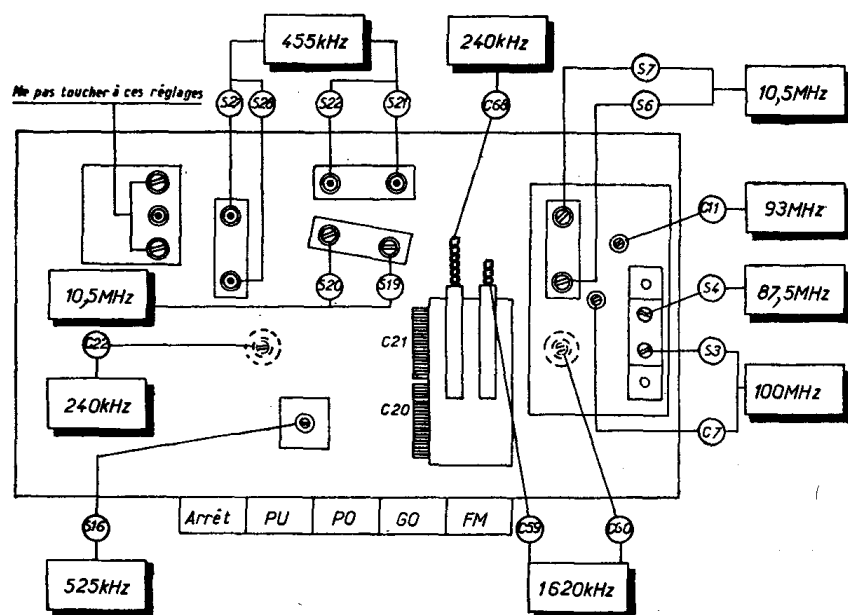 455kHz
240kHz
S7
S6
10,5MHz
Ne pas toucher à ces réglages
S27
S28
S22
S21
C68
C11
93MHz
S4
87,5MHz
10,5MHz
S20
S19
C22
C21
S3
240kHz
C20
100MHz
C7
S16
Arrêt
PU
PO
GO
FM
C59
C60
525kHz
1620kHz